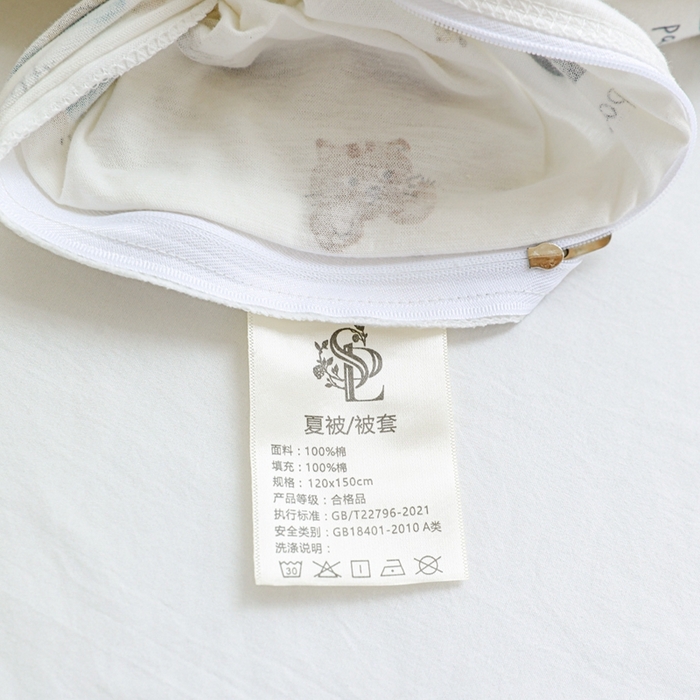 SL
夏被/被套
面料：100%棉
填充：100%棉
规格：120x150cm
产品等级：合格品
执行标准：GB/T22796-2021
安全类别：GB18401-2010 A类
洗涤说明：
30